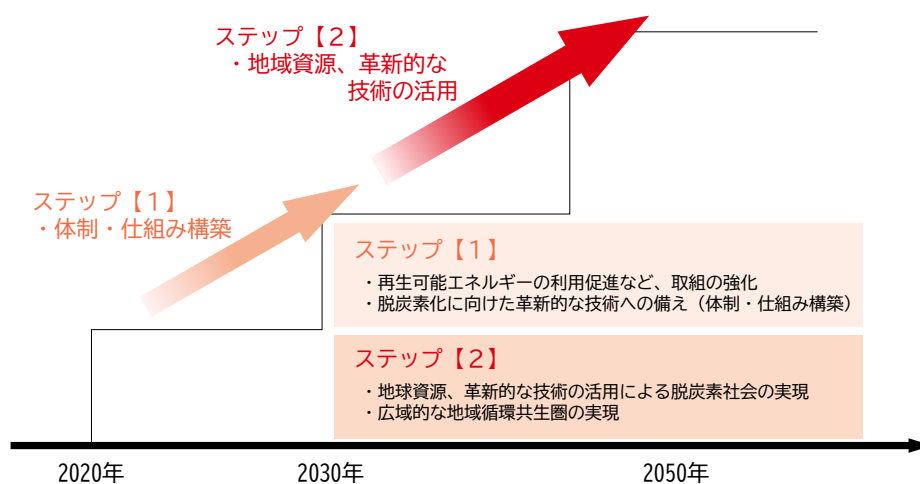 ステップ【２】
・地域資源、革新的な
技術の活用
ステップ【１】
・体制・仕組み構築
ステップ【１】
・再生可能エネルギーの利用促進など、取組の強化
・脱炭素化に向けた革新的な技術への備え（体制・仕組み構築）
ステップ【２】
・地球資源、革新的な技術の活用による脱炭素社会の実現
・広域的な地域循環共生圏の実現
2020年
2030年
2050年